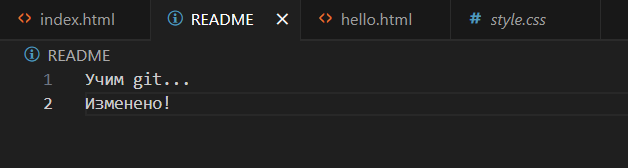 index.html README hello.html style.css
README
1 Учим git...
2 Изменено!